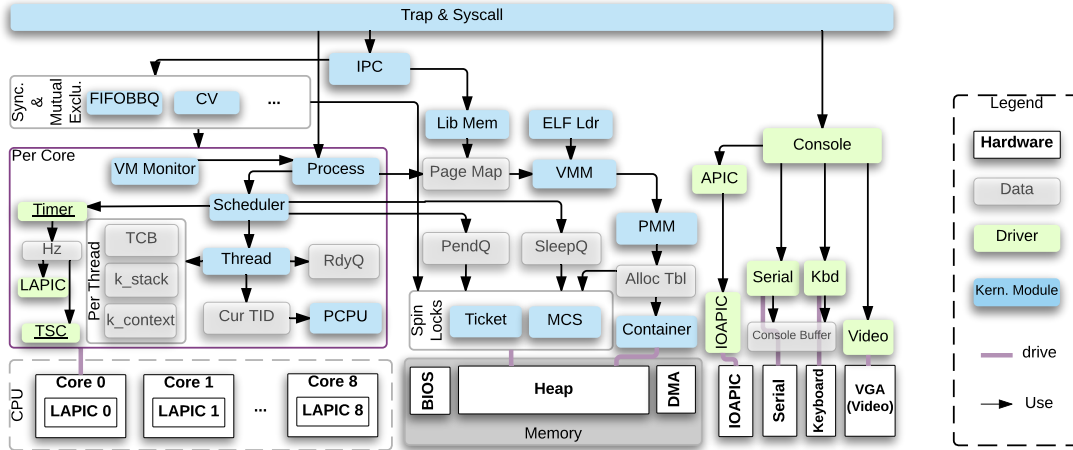 Trap & Syscall
IPC
Sync.
&
Mutual
Exclu.
FIFOBBQ
CV
...
Lib Mem
ELF Ldr
Console
Per Core
VM Monitor
Process
Page Map
VMM
APIC
Timer
Scheduler
PMM
Hz
Per Thread
TCB
Thread
RdyQ
PendQ
SleepQ
Alloc Tbl
LAPIC
k_stack
Serial
Kbd
TSC
k_context
Cur TID
PCPU
Spin
Locks
Ticket
MCS
Container
IOAPIC
Console Buffer
Video
CPU
Core 0
LAPIC 0
Core 1
LAPIC 1
...
Core 8
LAPIC 8
BIOS
Heap
DMA
Memory
IOAPIC
Serial
Keyboard
VGA
(Video)
Legend
Hardware
Data
Driver
Kern. Module
drive
Use